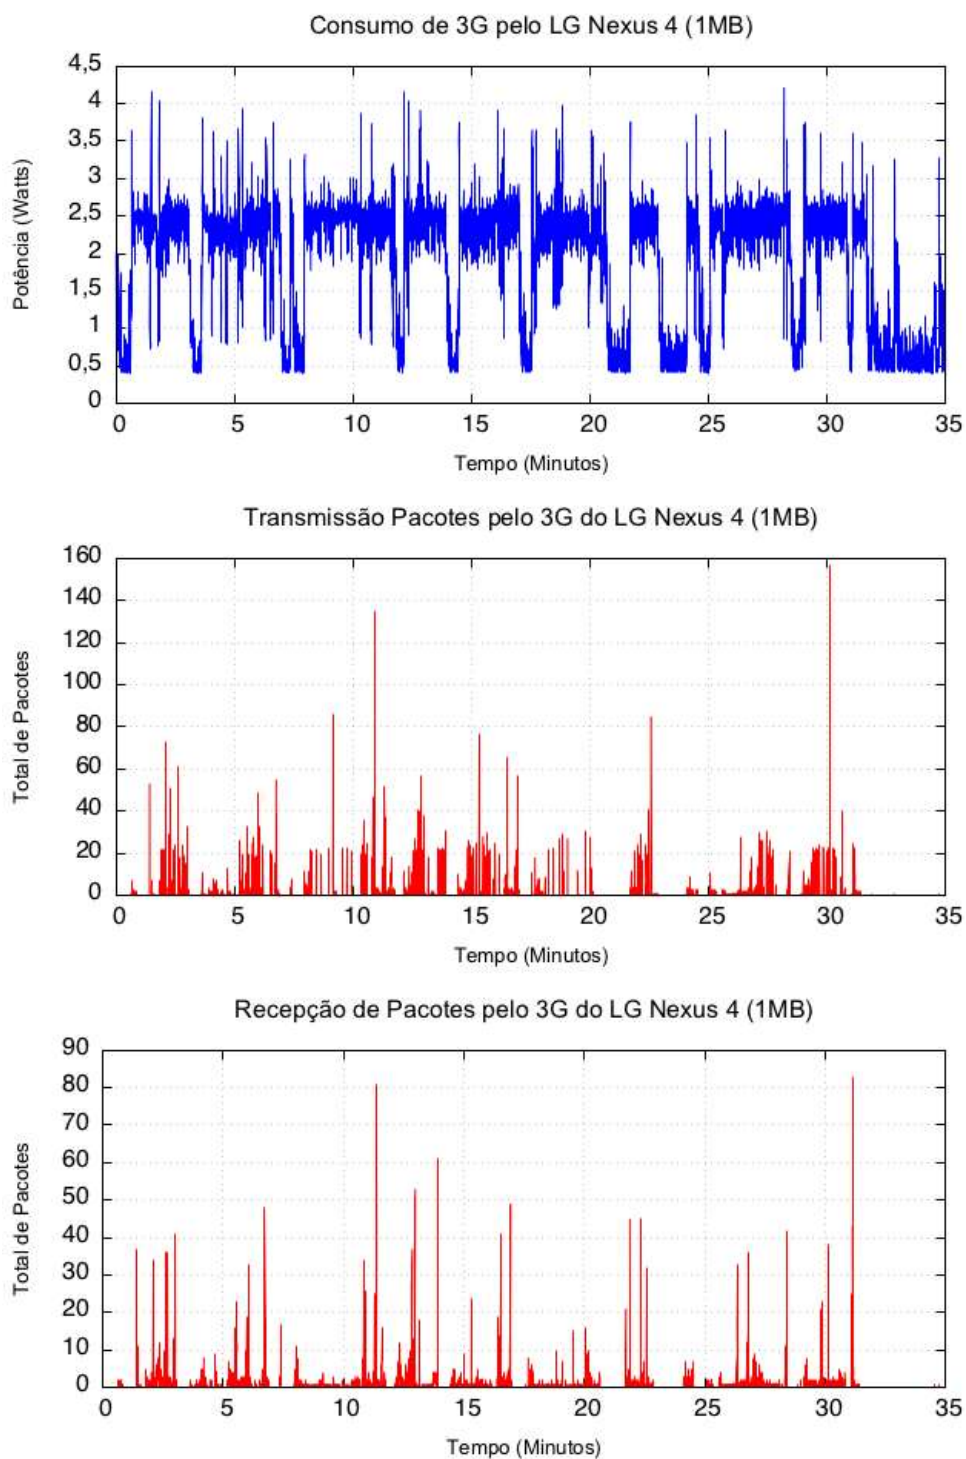 Consumo de 3G pelo LG Nexus 4 (1MB)
4,5
4
3,5
3
2,5
2
1,5
1
0,5
0
Potência (Watts)
0 5 10 15 20 25 30 35
Tempo (Minutos)
Transmissão Pacotes pelo 3G do LG Nexus 4 (1MB)
160
140
120
100
80
60
40
20
0
Total de Pacotes
0 5 10 15 20 25 30 35
Tempo (Minutos)
Recepção de Pacotes pelo 3G do LG Nexus 4 (1MB)
90
80
70
60
50
40
30
20
10
0
Total de Pacotes
0 5 10 15 20 25 30 35
Tempo (Minutos)